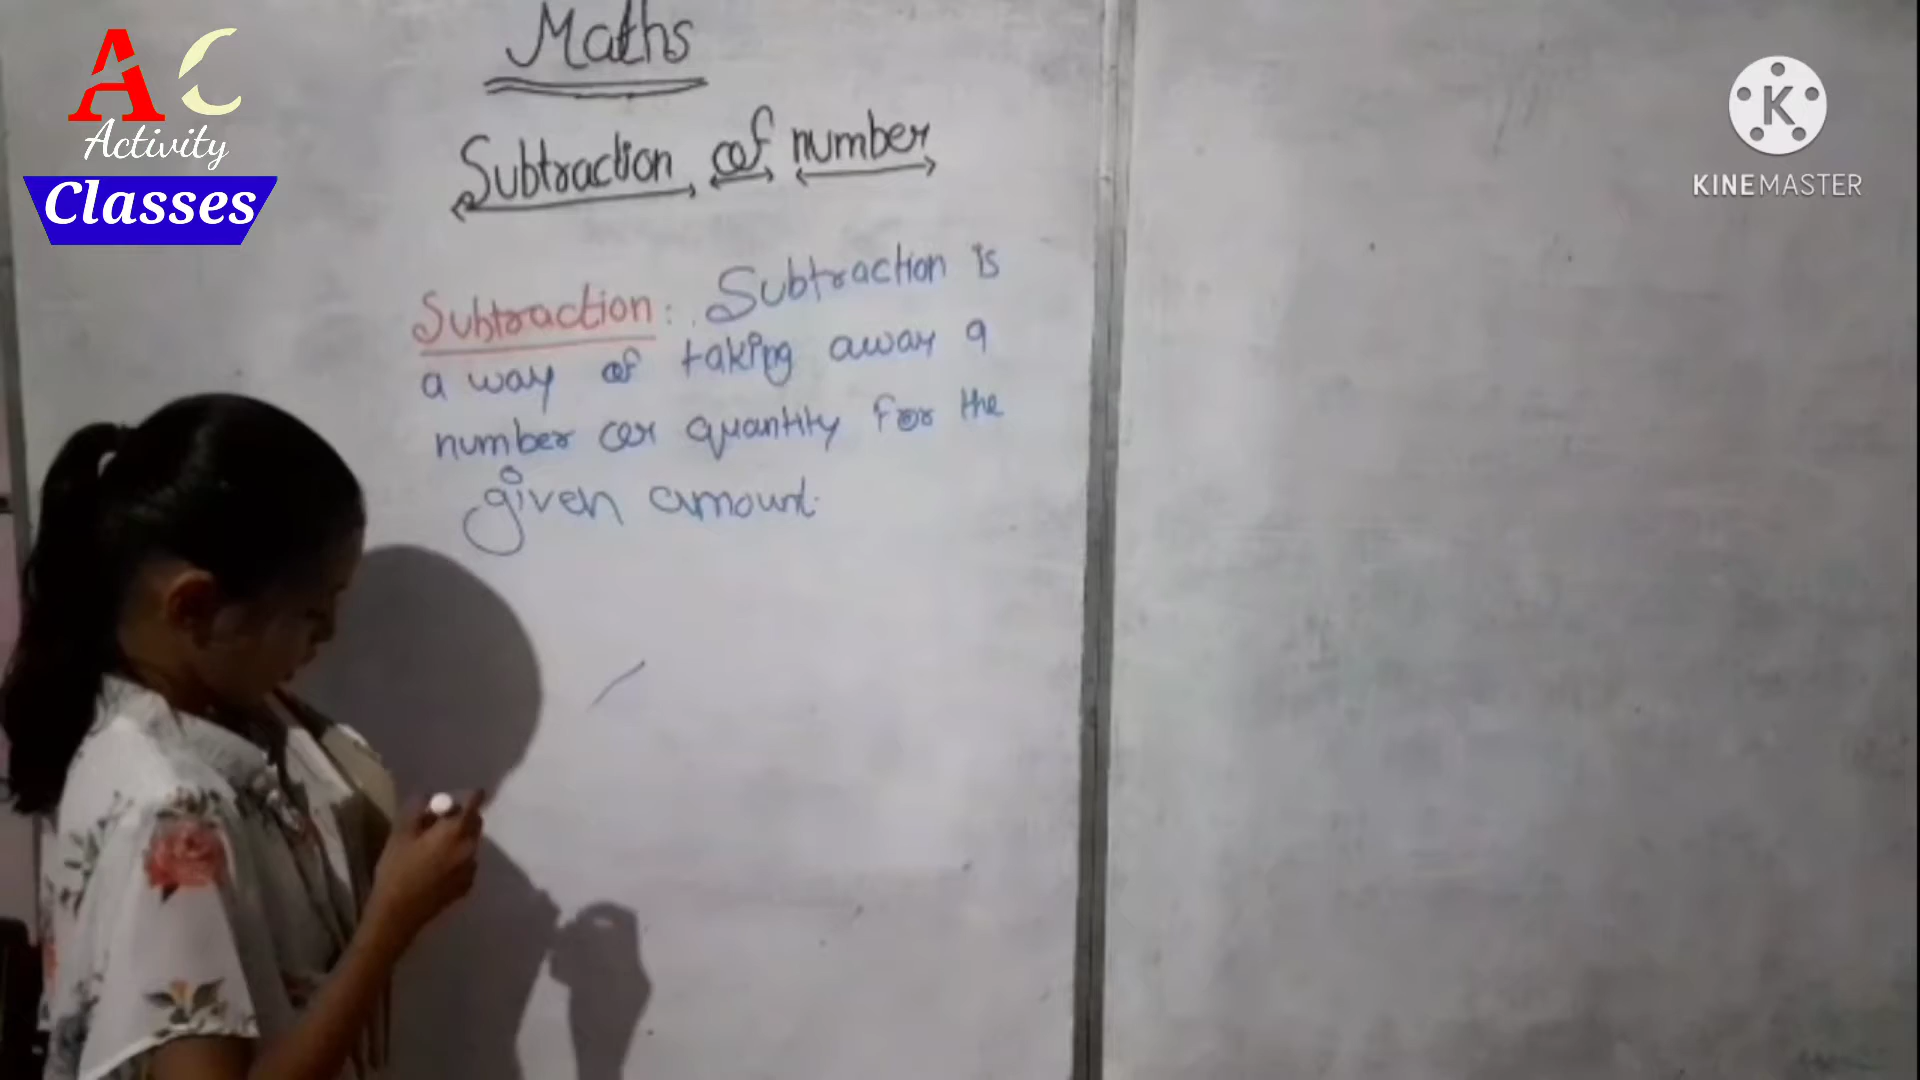 AC
Activity
Classes
K
KINEMASTER
Maths
Subtraction of number
Subtraction: Subtraction is
a way of taking away a
number or quantity for the
given amount.